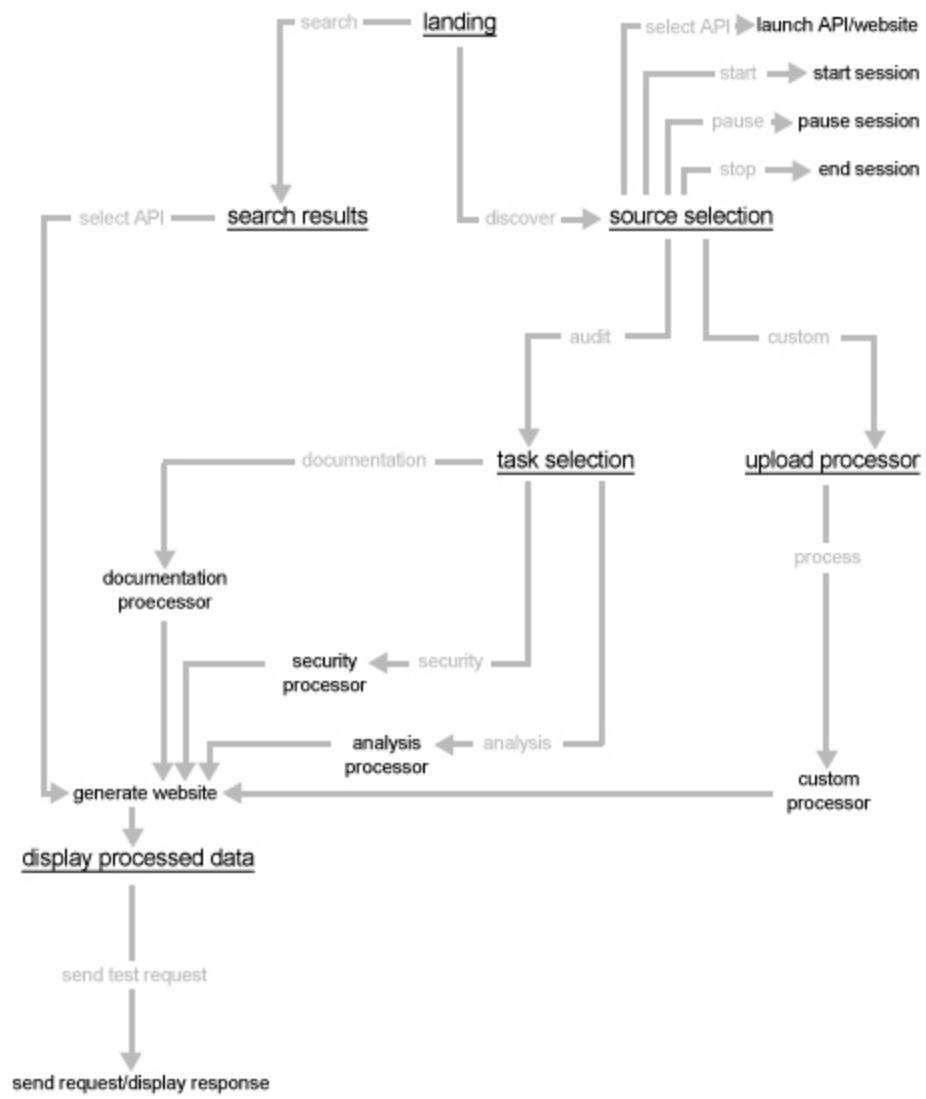 search
landing
select API
launch API/website
start
start session
pause
pause session
stop
end session
select API
search results
discover
source selection
audit
custom
documentation
task selection
upload processor
process
documentation
proecessor
security
processor
security
analysis
processor
analysis
custom
processor
generate website
display processed data
send test request
send request/display response